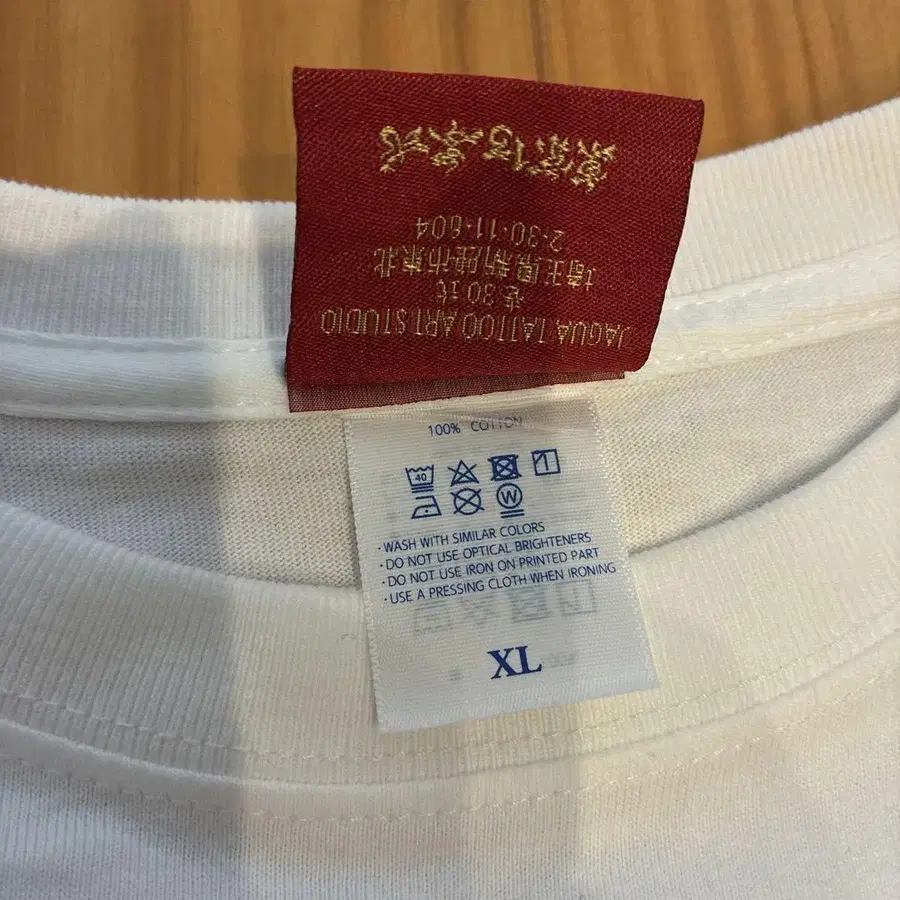 JAGUA TATTOO ART STUDIO
30
埼玉県新座市東北
2·30·11·604
100% COTTON
40
W
· WASH WITH SIMILAR COLORS
· DO NOT USE OPTICAL BRIGHTENERS
· DO NOT USE IRON ON PRINTED PART
· USE A PRESSING CLOTH WHEN IRONING
XL